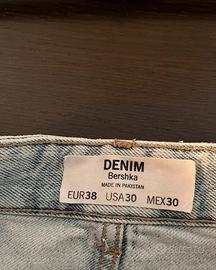 DENIM
Bershka
MADE IN PAKISTAN
EUR38 USA30 MEX30